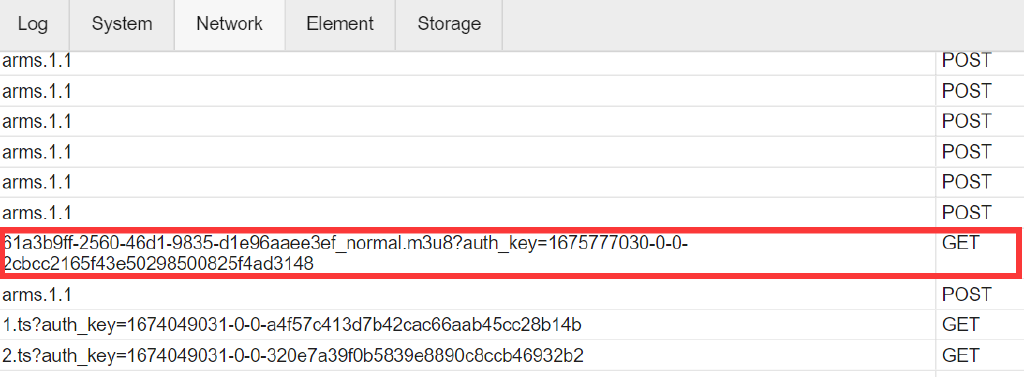 Log System Network Element Storage
arms.1.1 POST
arms.1.1 POST
arms.1.1 POST
arms.1.1 POST
arms.1.1 POST
arms.1.1 POST
61a3b9ff-2560-46d1-9835-d1e96aaee3ef_normal.m3u8?auth_key=1675777030-0-0- GET
2cbcc2165f43e50298500825f4ad3148
arms.1.1 POST
1.ts?auth_key=1674049031-0-0-a4f57c413d7b42cac66aab45cc28b14b GET
2.ts?auth_key=1674049031-0-0-320e7a39f0b5839e8890c8ccb46932b2 GET